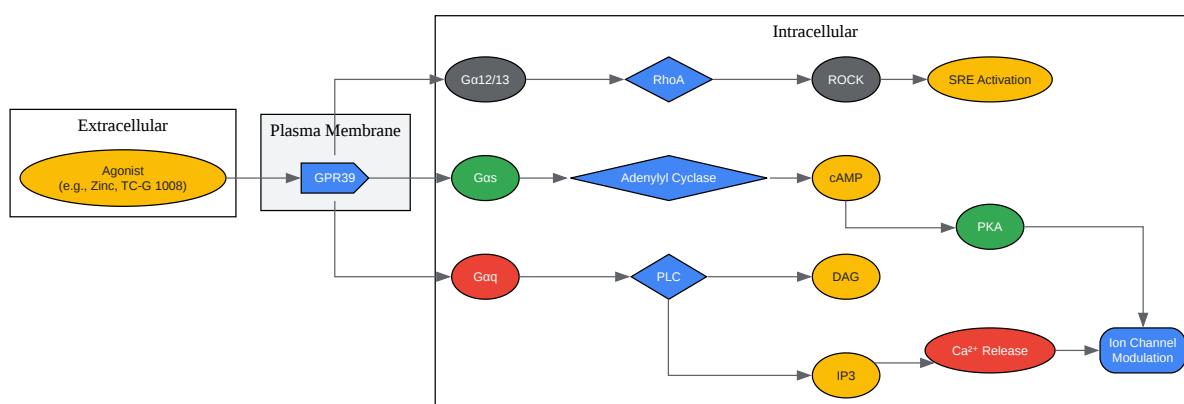 Intracellular
Gα12/13
RhoA
ROCK
SRE Activation
Extracellular
Agonist
(e.g., Zinc, TC-G 1008)
Plasma Membrane
GPR39
Gαs
Adenylyl Cyclase
cAMP
PKA
Gαq
PLC
DAG
IP3
Ca²⁺ Release
Ion Channel
Modulation